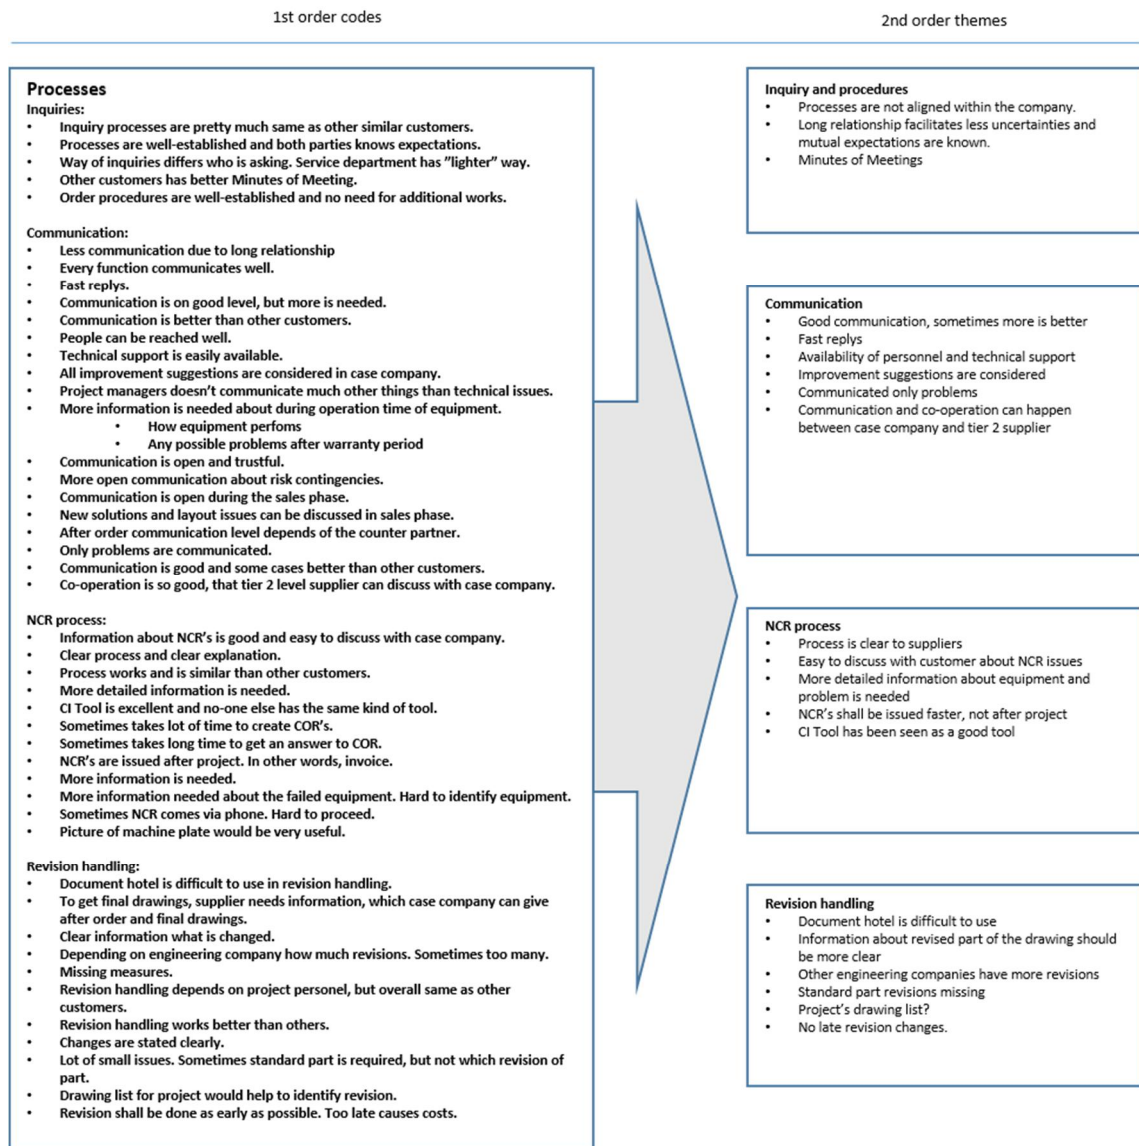 1st order codes
2nd order themes
Processes
Inquiries:
• Inquiry processes are pretty much same as other similar customers.
• Processes are well-established and both parties knows expectations.
• Way of inquiries differs who is asking. Service department has ”lighter” way.
• Other customers has better Minutes of Meeting.
• Order procedures are well-established and no need for additional works.
Communication:
• Less communication due to long relationship
• Every function communicates well.
• Fast replys.
• Communication is on good level, but more is needed.
• Communication is better than other customers.
• People can be reached well.
• Technical support is easily available.
• All improvement suggestions are considered in case company.
• Project managers doesn’t communicate much other things than technical issues.
• More information is needed about during operation time of equipment.
• How equipment perfoms
• Any possible problems after warranty period
• Communication is open and trustful.
• More open communication about risk contingencies.
• Communication is open during the sales phase.
• New solutions and layout issues can be discussed in sales phase.
• After order communication level depends of the counter partner.
• Only problems are communicated.
• Communication is good and some cases better than other customers.
• Co-operation is so good, that tier 2 level supplier can discuss with case company.
NCR process:
• Information about NCR’s is good and easy to discuss with case company.
• Clear process and clear explanation.
• Process works and is similar than other customers.
• More detailed information is needed.
• CI Tool is excellent and no-one else has the same kind of tool.
• Sometimes takes lot of time to create COR’s.
• Sometimes takes long time to get an answer to COR.
• NCR’s are issued after project. In other words, invoice.
• More information is needed.
• More information needed about the failed equipment. Hard to identify equipment.
• Sometimes NCR comes via phone. Hard to proceed.
• Picture of machine plate would be very useful.
Revision handling:
• Document hotel is difficult to use in revision handling.
• To get final drawings, supplier needs information, which case company can give
after order and final drawings.
• Clear information what is changed.
• Depending on engineering company how much revisions. Sometimes too many.
• Missing measures.
• Revision handling depends on project personel, but overall same as other
customers.
• Revision handling works better than others.
• Changes are stated clearly.
• Lot of small issues. Sometimes standard part is required, but not which revision of
part.
• Drawing list for project would help to identify revision.
• Revision shall be done as early as possible. Too late causes costs.
Inquiry and procedures
• Processes are not aligned within the company.
• Long relationship facilitates less uncertainties and
mutual expectations are known.
• Minutes of Meetings
Communication
• Good communication, sometimes more is better
• Fast replys
• Availability of personnel and technical support
• Improvement suggestions are considered
• Communicated only problems
• Communication and co-operation can happen
between case company and tier 2 supplier
NCR process
• Process is clear to suppliers
• Easy to discuss with customer about NCR issues
• More detailed information about equipment and
problem is needed
• NCR’s shall be issued faster, not after project
• CI Tool has been seen as a good tool
Revision handling
• Document hotel is difficult to use
• Information about revised part of the drawing should
be more clear
• Other engineering companies have more revisions
• Standard part revisions missing
• Project’s drawing list?
• No late revision changes.